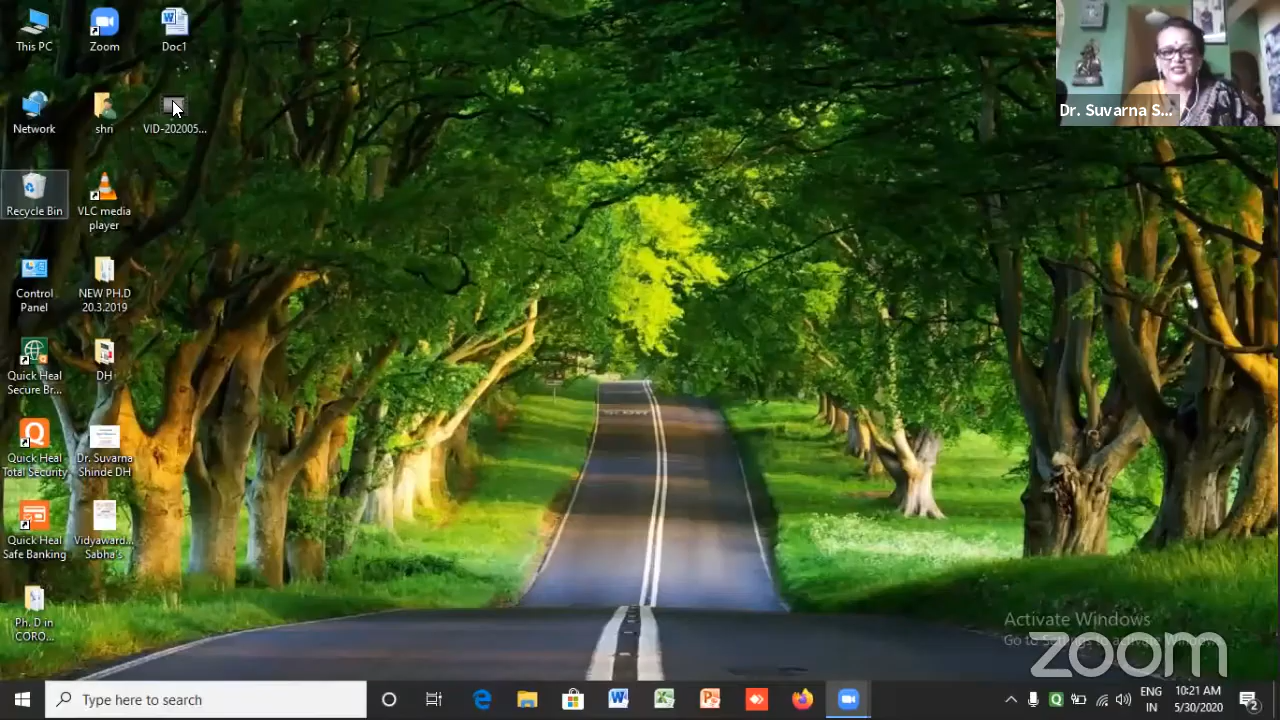 This PC
Zoom
Doc1
Dr. Suvarna S...
Network
shri
VID-202005...
Recycle Bin
VLC media
player
Control
Panel
NEW PH.D
20.3.2019
Quick Heal
Secure Br...
DH
Quick Heal
Total Security
Dr. Suvarna
Shinde DH
Quick Heal
Safe Banking
Vidyaward...
Sabha's
Ph. D in
CORO...
Activate Windows
zoom
Type here to search
ENG
IN
10:21 AM
5/30/2020
2